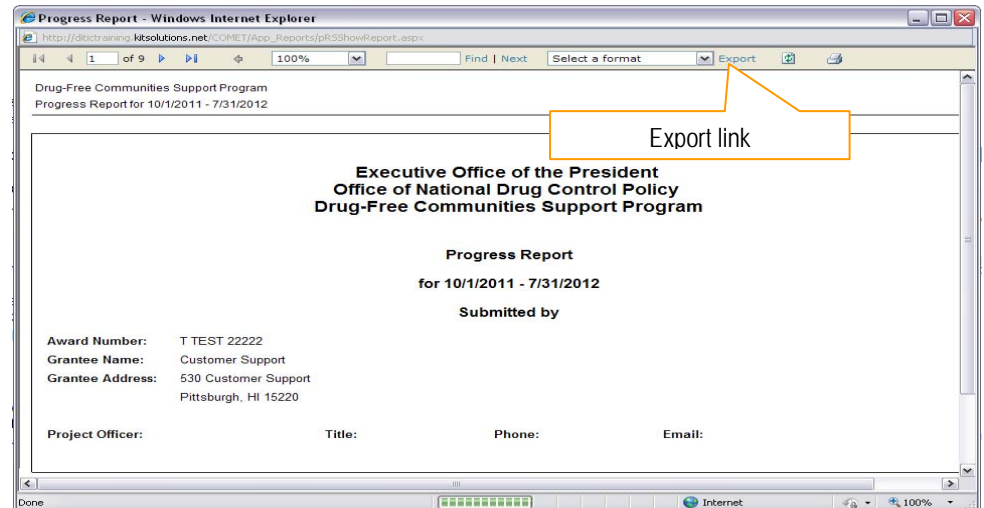 Progress Report - Windows Internet Explorer
http://ditictraining.kitsolutions.net/COMET/App_Reports/pRSShowReport.aspx
1 of 9 100% Find | Next Select a format Export
Drug-Free Communities Support Program
Progress Report for 10/1/2011 - 7/31/2012
Export link
Executive Office of the President
Office of National Drug Control Policy
Drug-Free Communities Support Program
Progress Report
for 10/1/2011 - 7/31/2012
Submitted by
Award Number: T TEST 22222
Grantee Name: Customer Support
Grantee Address: 530 Customer Support
Pittsburgh, HI 15220
Project Officer: Title: Phone: Email:
Done Internet 100%